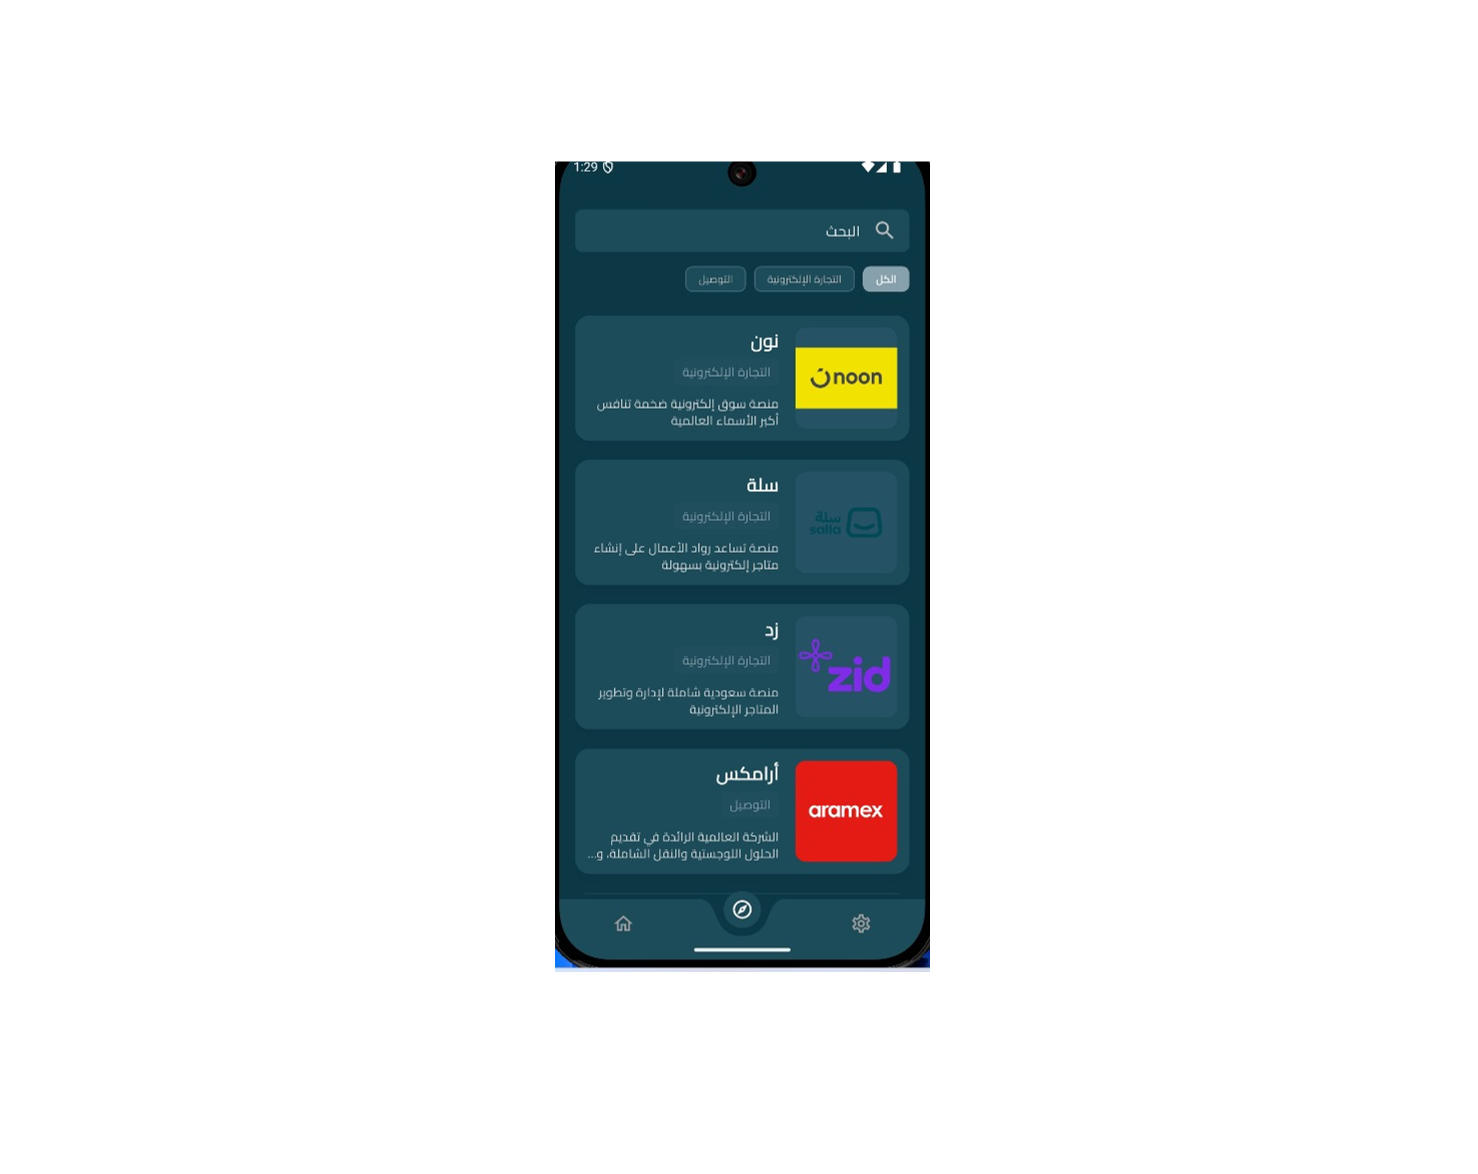 1:29
البحث
الكل
التجارة الإلكترونية
التوصيل
noon ن
نون
التجارة الإلكترونية
منصة سوق إلكترونية ضخمة تنافس
أكبر الأسماء العالمية
سلة
salla
سلة
التجارة الإلكترونية
منصة تساعد رواد الأعمال على إنشاء
متاجر إلكترونية بسهولة
zid
زد
التجارة الإلكترونية
منصة سعودية شاملة لإدارة وتطوير
المتاجر الإلكترونية
aramex
أرامكس
التوصيل
الشركة العالمية الرائدة في تقديم
الحلول اللوجستية والنقل الشاملة، و...